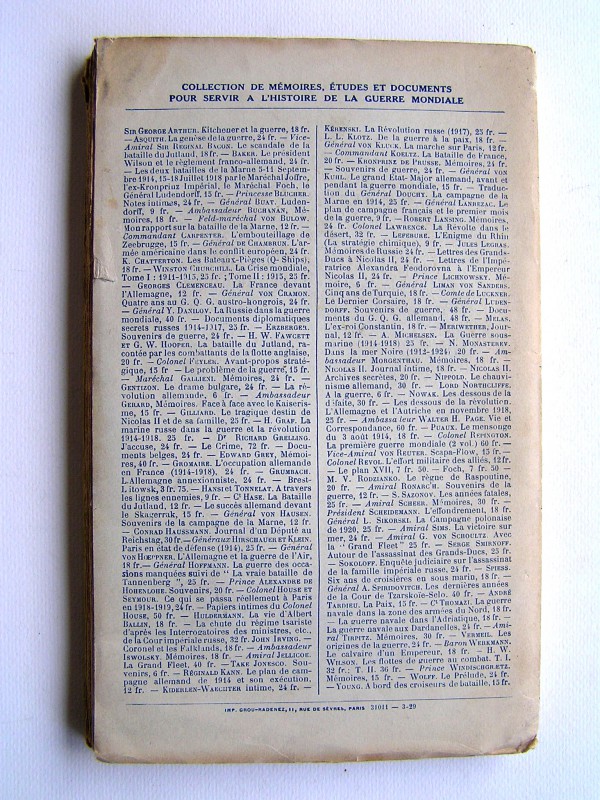 COLLECTION DE MÉMOIRES, ÉTUDES ET DOCUMENTS
POUR SERVIR A L'HISTOIRE DE LA GUERRE MONDIALE
SIR GEORGE ARTHUR. Kitchener et la guerre, 18 fr.
— ASQUITH. La genèse de la guerre, 24 fr. — Vice-
Amiral SIR REGINAL BACON. Le scandale de la
bataille du Jutland, 18 fr. — BAKER. Le président
Wilson et le règlement franco-allemand, 24 fr.
— Les deux batailles de la Marne 5-11 Septem-
bre 1914, 15-18 Juillet 1918 par le Maréchal Joffre,
l'ex-Kronprinz Impérial, le Maréchal Foch, le
Général Ludendorff, 15 fr. — Princesse BLÜCHER.
Notes intimes, 24 fr. — Général BUAT. Luden-
dorff, 9 fr. — Ambassadeur BUCHANAN, Mé-
moires, 18 fr. — Feld-maréchal VON BULOW.
Mon rapport sur la bataille de la Marne, 12 fr. —
Commandant CARPENTER. L'embouteillage de
Zeebrugge, 15 fr. — Général DE CHAMBRUN. L'ar-
mée américaine dans le conflit européen, 24 fr.
K. CHATTERTON. Les Bateaux-Pièges (Q-Ships)
18 fr. — WINSTON CHURCHILL. La Crise mondiale,
Tome I : 1911-1915, 25 fr. ; Tome II : 1915, 25 fr.
— GEORGES CLEMENCEAU. La France devant
l'Allemagne, 12 fr. — Général VON CRAMON.
Quatre ans au G. Q. G. austro-hongrois, 24 fr.
— Général Y. DANILOV. La Russie dans la guerre
mondiale, 40 fr. — Documents diplomatiques
secrets russes 1914-1917, 25 fr. — ERZBERGER.
Souvenirs de guerre, 24 fr. — H. W. FAWCETT
ET G. W. HOOPER. La bataille du Jutland, ra-
contée par les combattants de la flotte anglaise,
20 fr. — Colonel FEYLER. Avant-propos straté-
gique, 15 fr. — Le problème de la guerre, 15 fr.
— Maréchal GALLIENI. Mémoires, 24 fr. —
GENTIZON. Le drame bulgare, 24 fr. — La ré-
volution allemande, 6 fr. — Ambassadeur
GERARD, Mémoires. Face à face avec le Kaiseris-
me, 15 fr. — GILLIARD. Le tragique destin de
Nicolas II et de sa famille, 25 fr. — H. GRAF. La
marine russe dans la guerre et la révolution
1914-1918. 25 fr. — Dr RICHARD GRELLING.
J'accuse, 24 fr. — Le Crime, 72 fr. — Docu-
ments belges, 24 fr. — EDWARD GREY, Mémoi-
res, 40 fr. — GROMAIRE. L'occupation allemande
en France (1914-1918), 24 fr. — GRUMBACH.
L'Allemagne annexionniste, 24 fr. — Brest-
Litowsk, 3 fr. 75. — HANSI et TONNELAT. A travers
les lignes ennemies, 9 fr. — Ct HASE. La Bataille
du Jutland, 12 fr. — Le succès allemand devant
le Skagerrak, 15 fr. — Général VON HAUSEN.
Souvenirs de la campagne de la Marne, 12 fr.
— CONRAD HAUSSMANN. Journal d'un Député au
Reichstag, 30 fr. — Généraux HIRSCHAUER ET KLEIN.
Paris en état de défense (1914), 25 fr. — Général
VON HŒPPNER. L'Allemagne et la guerre de l'Air,
18 fr. — Général HOFFMANN. La guerre des occa-
sions manquées suivi de " La vraie bataille de
Tannenberg ", 25 fr. — Prince ALEXANDRE DE
HOHENLOHE. Souvenirs, 20 fr. — COLONEL HOUSE ET
SEYMOUR. Ce qui se passa réellement à Paris
en 1918-1919, 24 fr. — Papiers intimes du Colonel
HOUSE, 50 fr. — HULDERMANN. La vie d'Albert
BALLIN, 18 fr. — La chute du régime tsariste
d'après les Interrogatoires des ministres, etc.,
de la Cour impériale russe, 32 fr. JOHN IRVING. —
Coronel et les Falklands, 18 fr. — Ambassadeur
ISWOLSKY. Mémoires, 18 fr. — Amiral JELLICOE.
La Grand Fleet, 40 fr. — TAKE JONESCO. Sou-
venirs, 6 fr. — RÉGINALD KANN. Le plan de cam-
pagne allemand de 1914 et son exécution,
12 fr. — KIDERLEN-WAECHTER intime, 24 fr. —
KÉRENSKI. La Révolution russe (1917), 25 fr. —
L. L. KLOTZ. De la guerre à la paix, 18 fr. —
Général VON KLUCK. La marche sur Paris, 12 fr.
— Commandant KOELTZ. La Bataille de France,
20 fr. — KRONPRINZ DE PRUSSE. Mémoires, 24 fr.
— Souvenirs de guerre, 24 fr. — Général VON
KUHL. Le grand Etat-Major allemand, avant et
pendant la guerre mondiale, 15 fr. — Traduc-
tion du Général DOUCHY. La campagne de la
Marne en 1914, 25 fr. — Général LANREZAC. Le
plan de campagne français et le premier mois
de la guerre, 9 fr. — ROBERT LANSING. Mémoires,
24 fr. Colonel LAWRENCE. La Révolte dans le
désert, 32 fr. — LEFEBURE. L'Enigme du Rhin
(La stratégie chimique), 9 fr. — JULES LEGRAS.
Mémoires de Russie 24 fr. — Lettres des Grands-
Ducs à Nicolas II, 24 fr. — Lettres de l'Impé-
ratrice Alexandra Feodorovna à l'Empereur
Nicolas II, 24 fr. — Prince LICHNOWSKY. Mé-
moire, 6 fr. — Général LIMAN VON SANDERS.
Cinq ans de Turquie, 18 fr. — Comte de LUCKNER.
Le Dernier Corsaire, 18 fr. — Général LUDEN-
DORFF. Souvenirs de guerre, 48 fr. — Docu-
ments du G. Q. G. allemand, 48 fr. — MELAS.
L'ex-roi Constantin, 18 fr. — MERIWETHER, Jour-
nal, 12 fr. — A. MICHELSEN. La Guerre sous-
marine (1914-1918) 25 fr. — N. MONASTEREV.
Dans la mer Noire (1912-1924) 20 fr. — Am-
bassadeur MORGENTHAU. Mémoires, 18 fr. —
NICOLAS II. Journal intime, 18 fr. — NICOLAS II.
Archives secrètes, 20 fr. — NIPPOLD. Le chauvi-
nisme allemand, 30 fr. — LORD NORTHCLIFFE.
A la guerre, 6 fr. — NOWAK. Les dessous de la
défaite, 30 fr. — Les dessous de la révolution.
L'Allemagne et l'Autriche en novembre 1918,
25 fr. — Ambassadeur WALTER H. PAGE. Vie et
Correspondance, 60 fr. — PUAUX. Le mensonge
du 3 août 1914, 18 fr. — Colonel REPINGTON.
La première guerre mondiale (2 vol.) 60 fr. —
Vice-Amiral VON REUTER. Scapa-Flow, 15 fr. —
Colonel REVOL. L'effort militaire des alliés, 12 fr.
— Le plan XVII, 7 fr. 50. — Foch, 7 fr. 50 —
M. V. RODZIANKO. Le règne de Raspoutine,
20 fr. — Amiral RONARCH. Souvenirs de la
guerre, 12 fr. — S. SAZONOV. Les années fatales,
25 fr. — Amiral SCHEER. Mémoires, 30 fr. —
Président SCHEIDEMANN. L'effondrement, 18 fr.
Général L. SIKORSKI. La Campagne polonaise
de 1920, 25 fr. — Amiral SIMS. La victoire sur
mer, 24 fr. — Amiral G. VON SCHOULTZ. Avec
la " Grand Fleet " 25 fr. — SERGE SMIRNOFF.
Autour de l'assassinat des Grands-Ducs, 25 fr.
— SOKOLOFF. Enquête judiciaire sur l'assassinat
de la famille Impériale russe, 24 fr. — SPIESS.
Six ans de croisières en sous marin, 18 fr. —
Général A. SPIRIDOVITCH. Les dernières années
de la Cour de Tzarskoïe-Selo, 40 fr. — ANDRÉ
TARDIEU. La Paix, 15 fr. — Ct THOMAZI. La guerre
navale dans la zone des armées du Nord, 18 fr.
— La guerre navale dans l'Adriatique, 18 fr. —
La guerre navale aux Dardanelles, 24 fr. — Ami-
ral TIRPITZ. Mémoires, 30 fr. — VERMEIL. Les
origines de la guerre, 24 fr. — Baron WERKMANN.
Le calvaire d'un Empereur, 18 fr. — H. W.
WILSON. Les flottes de guerre au combat. T. I.
32 fr. ; T. II. 36 fr. — Prince WINDISCHGRÆTZ.
Mémoires, 15 fr. — WOLFF. Le Prélude, 24 fr.
— YOUNG. A bord des croiseurs de bataille, 15 fr.
IMP. GROU-RADENEZ, 11, RUE DE SÈVRES, PARIS 31011 — 3-29